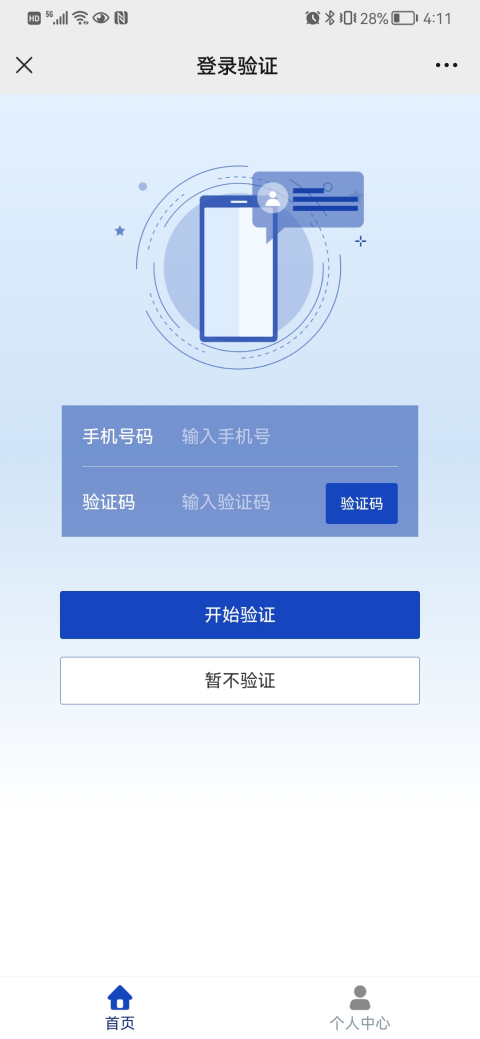 HD 5G 28% 4:11
登录验证
手机号码 输入手机号
验证码 输入验证码 验证码
开始验证
暂不验证
首页 个人中心